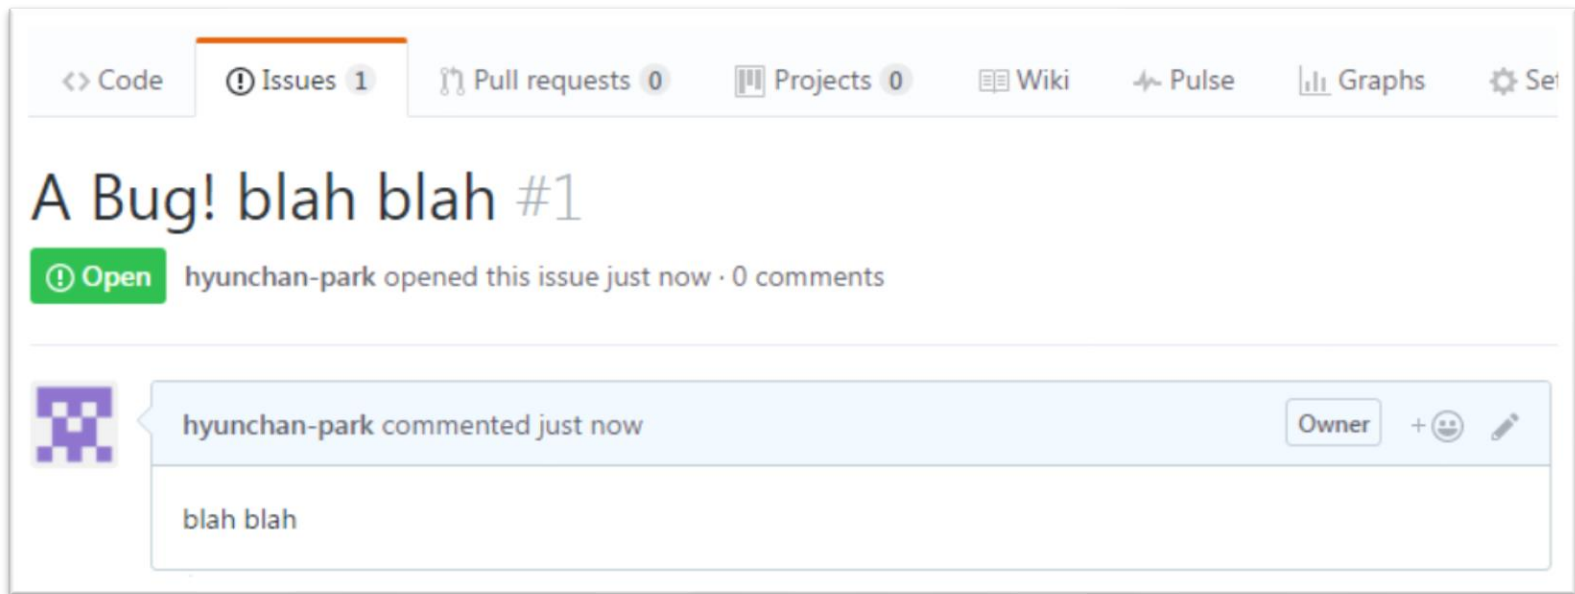 Code Issues 1 Pull requests 0 Projects 0 Wiki Pulse Graphs
A Bug! blah blah #1
Open hyunchan-park opened this issue just now · 0 comments
hyunchan-park commented just now Owner +
blah blah